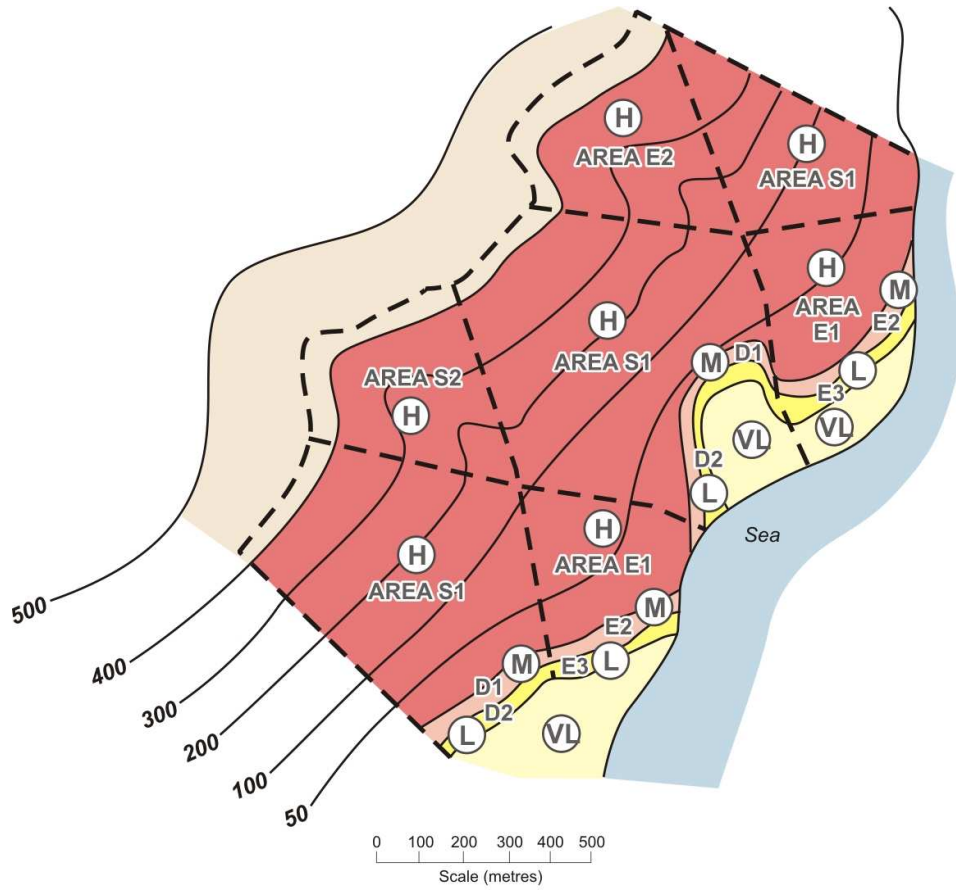 H
AREA E2
H
AREA S1
H
AREA
E1
M
E2
H
AREA S1
M
D1
L
E3
AREA S2
H
VL
VL
D2
L
H
AREA E1
Sea
H
AREA S1
M
E2
M
E3
L
D1
D2
L
VL
500
400
300
200
100
50
0 100 200 300 400 500
Scale (metres)